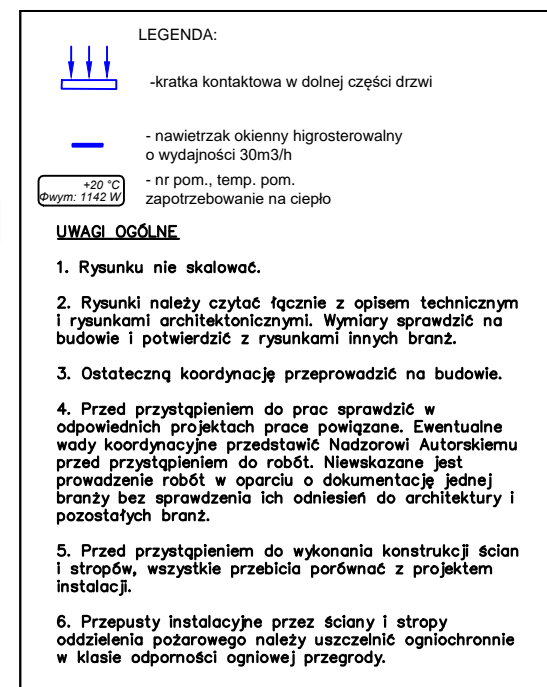 LEGENDA:
-kratka kontaktowa w dolnej części drzwi
- nawietrzak okienny higrosterowalny
o wydajności 30m3/h
+20 °C
Φwym: 1142 W
- nr pom., temp. pom.
zapotrzebowanie na ciepło
UWAGI OGÓLNE
1. Rysunku nie skalować.
2. Rysunki należy czytać łącznie z opisem technicznym
i rysunkami architektonicznymi. Wymiary sprawdzić na
budowie i potwierdzić z rysunkami innych branż.
3. Ostateczną koordynację przeprowadzić na budowie.
4. Przed przystąpieniem do prac sprawdzić w
odpowiednich projektach prace powiązane. Ewentualne
wady koordynacyjne przedstawić Nadzorowi Autorskiemu
przed przystąpieniem do robót. Niewskazane jest
prowadzenie robót w oparciu o dokumentację jednej
branży bez sprawdzenia ich odniesień do architektury i
pozostałych branż.
5. Przed przystąpieniem do wykonania konstrukcji ścian
i stropów, wszystkie przebicia porównać z projektem
instalacji.
6. Przepusty instalacyjne przez ściany i stropy
oddzielenia pożarowego należy uszczelnić ogniochronnie
w klasie odporności ogniowej przegrody.